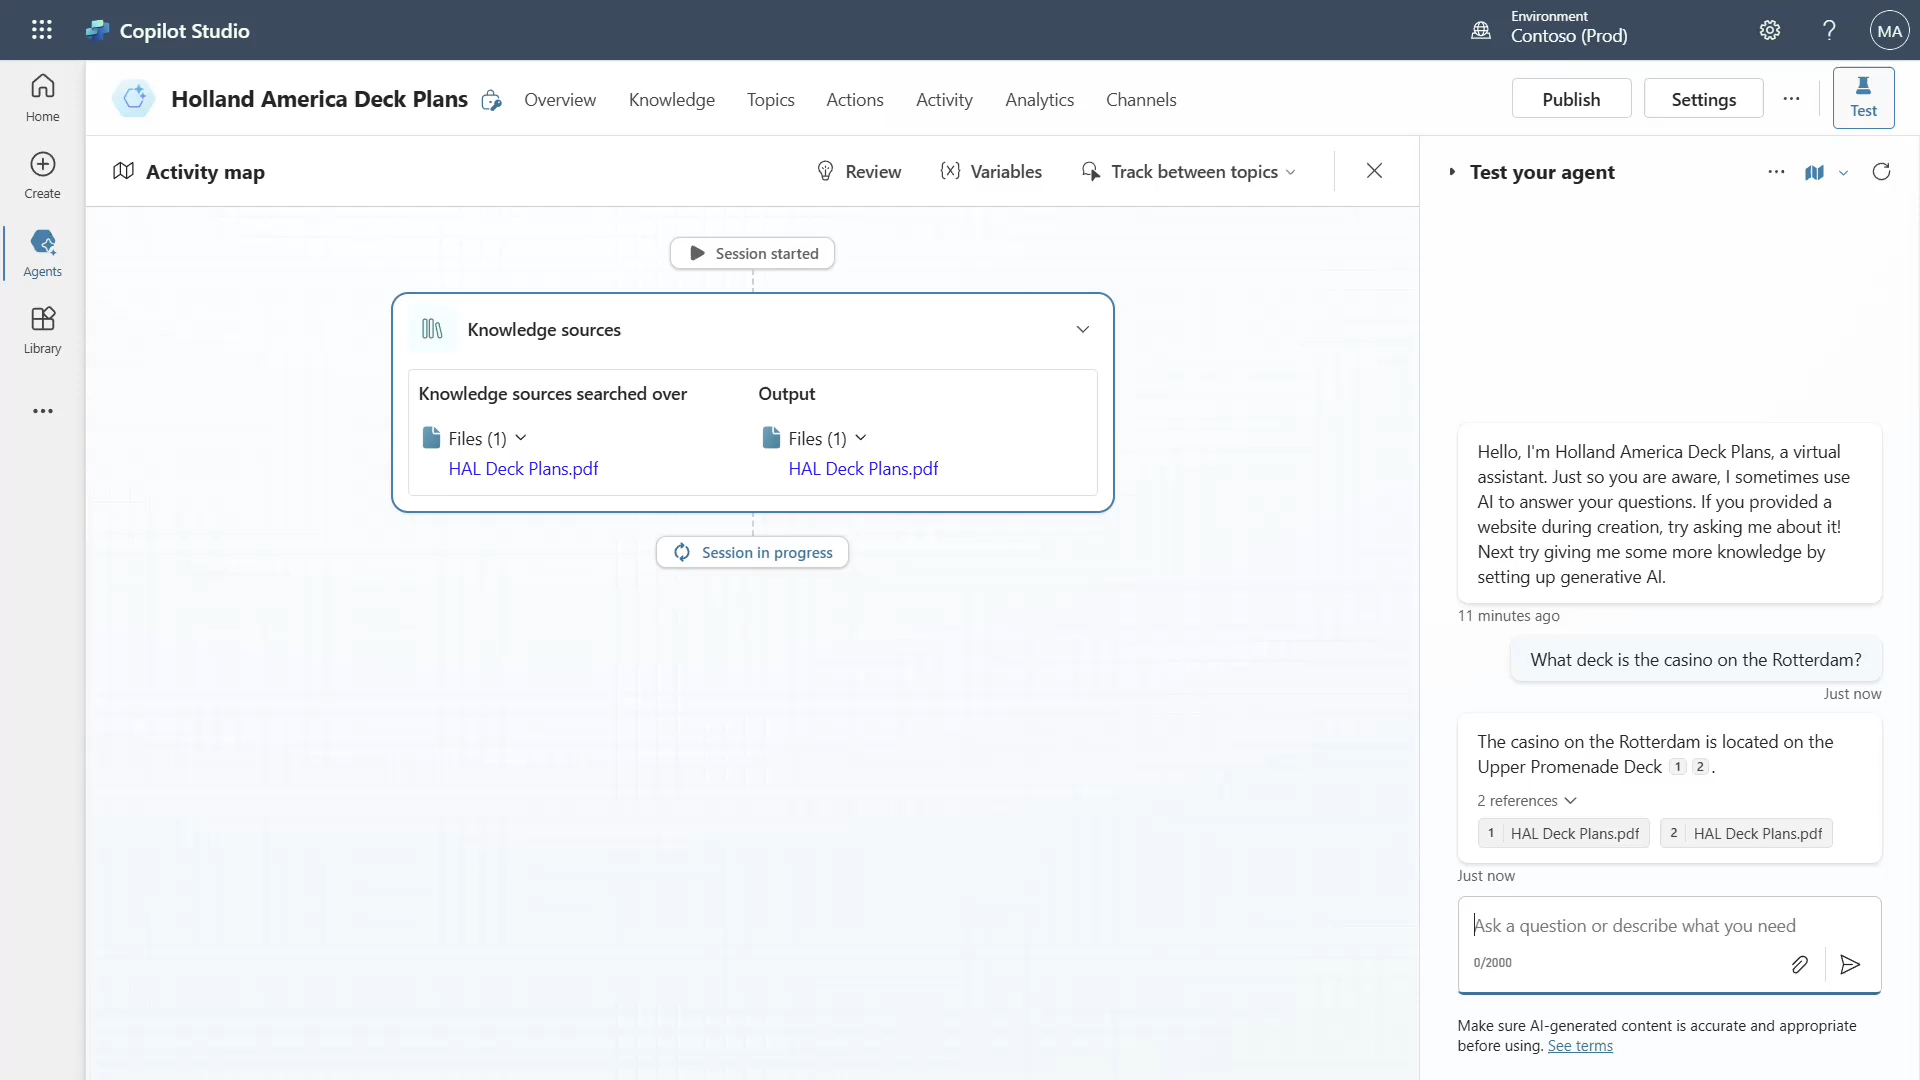 Copilot Studio
Environment
Contoso (Prod)
MA
Home
Create
Agents
Library
Holland America Deck Plans
Overview
Knowledge
Topics
Actions
Activity
Analytics
Channels
Publish
Settings
Test
Activity map
Review
{x} Variables
Track between topics
Session started
Knowledge sources
Knowledge sources searched over
Output
Files (1)
Files (1)
HAL Deck Plans.pdf
HAL Deck Plans.pdf
Session in progress
Test your agent
Hello, I'm Holland America Deck Plans, a virtual
assistant. Just so you are aware, I sometimes use
AI to answer your questions. If you provided a
website during creation, try asking me about it!
Next try giving me some more knowledge by
setting up generative AI.
11 minutes ago
What deck is the casino on the Rotterdam?
Just now
The casino on the Rotterdam is located on the
Upper Promenade Deck 1 2 .
2 references
1 HAL Deck Plans.pdf
2 HAL Deck Plans.pdf
Just now
Ask a question or describe what you need
0/2000
Make sure AI-generated content is accurate and appropriate
before using. See terms